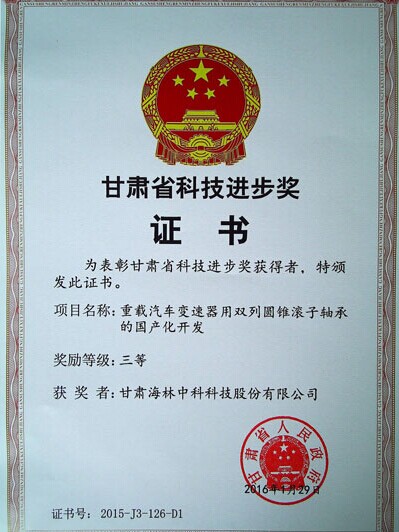 甘肃省科技进步奖
证书
为表彰甘肃省科技进步奖获得者，特颁
发此证书。
项目名称：重载汽车变速器用双列圆锥滚子轴承
的国产化开发
奖励等级：三等
获奖者：甘肃海林中科科技股份有限公司
甘肃省人民政府
2016年1月29日
证书号：2015-J3-126-D1